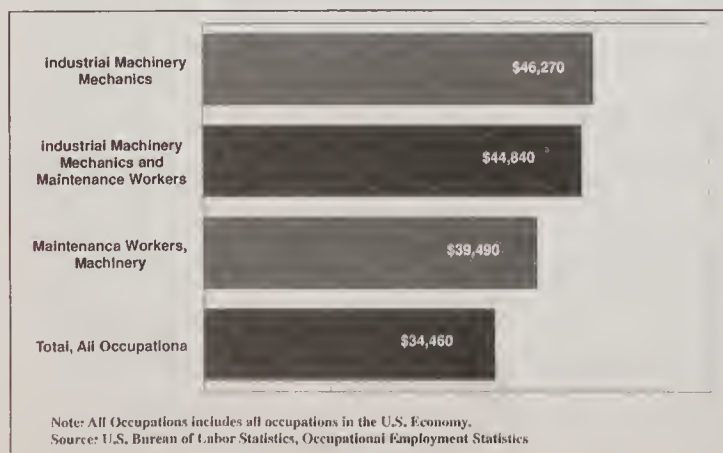 Industrial Machinery
Mechanics
$46,270
Industrial Machinery
Mechanics and
Maintenance Workers
$44,840
Maintenanca Workers,
Machinery
$39,490
Total, All Occupationa
$34,460
Note: All Occupations includes all occupations in the U.S. Economy.
Source: U.S. Bureau of Labor Statistics, Occupational Employment Statistics